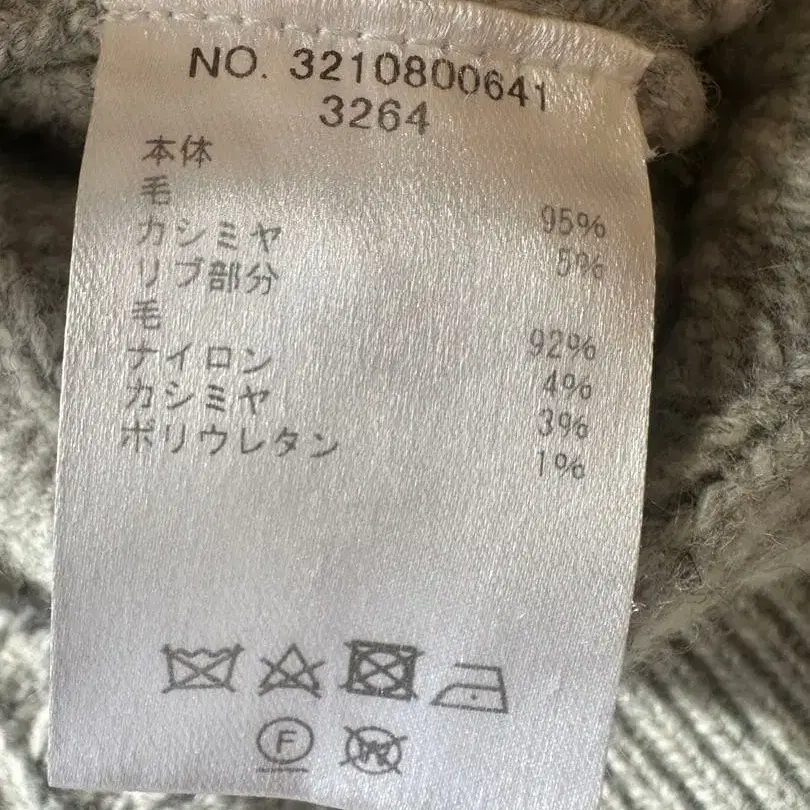 NO. 3210800641
3264
本体
毛 95%
カシミヤ 5%
リブ部分
毛 92%
ナイロン 4%
カシミヤ 3%
ポリウレタン 1%
F
W